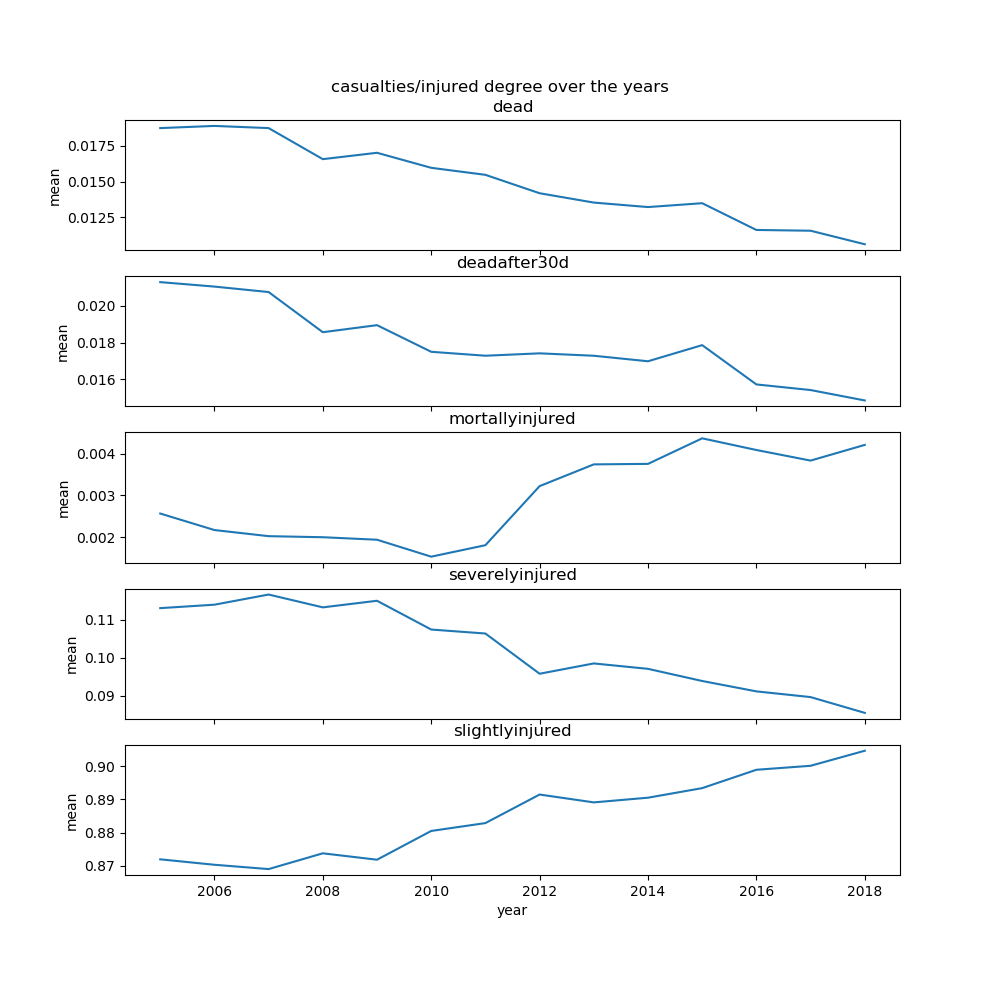 casualties/injured degree over the years
dead
0.0175
0.0150
0.0125
mean
deadafter30d
0.020
0.018
0.016
mean
mortallyinjured
0.004
0.003
0.002
mean
severelyinjured
0.11
0.10
0.09
mean
slightlyinjured
0.90
0.89
0.88
0.87
mean
2006 2008 2010 2012 2014 2016 2018
year